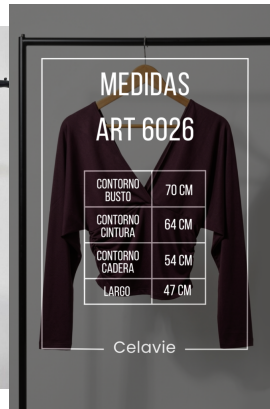 MEDIDAS
ART 6026
CONTORNO
BUSTO
70 CM
CONTORNO
CINTURA
64 CM
CONTORNO
CADERA
54 CM
LARGO
47 CM
Celavie